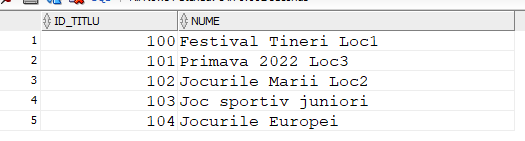 ID_TITLU NUME
1 100 Festival Tineri Loc1
2 101 Primava 2022 Loc3
3 102 Jocurile Marii Loc2
4 103 Joc sportiv juniori
5 104 Jocurile Europei